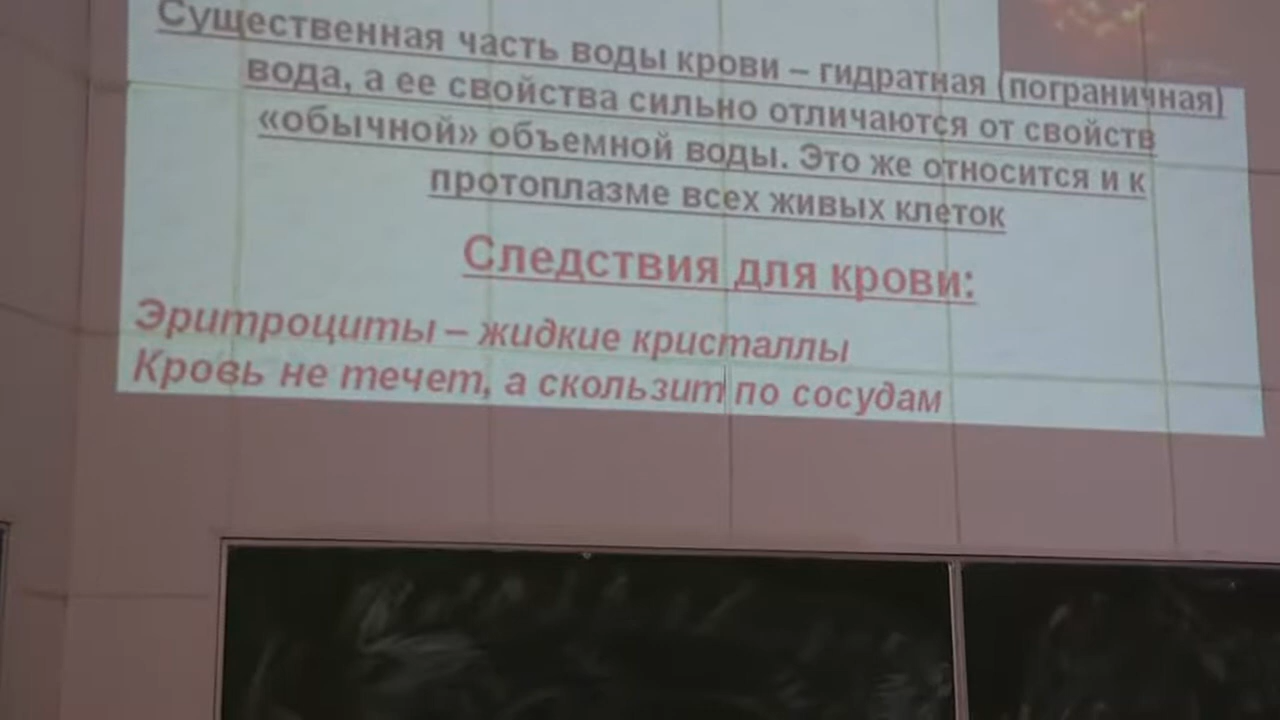 Существенная часть воды крови – гидратная (пограничная)
вода, а ее свойства сильно отличаются от свойств
«обычной» объемной воды. Это же относится и к
протоплазме всех живых клеток
Следствия для крови:
Эритроциты – жидкие кристаллы
Кровь не течет, а скользит по сосудам